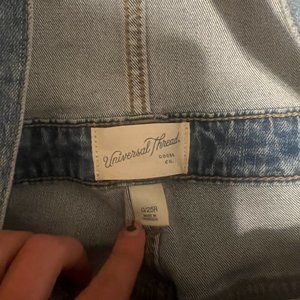 Universal Thread
GOODS
CO.
0/25R